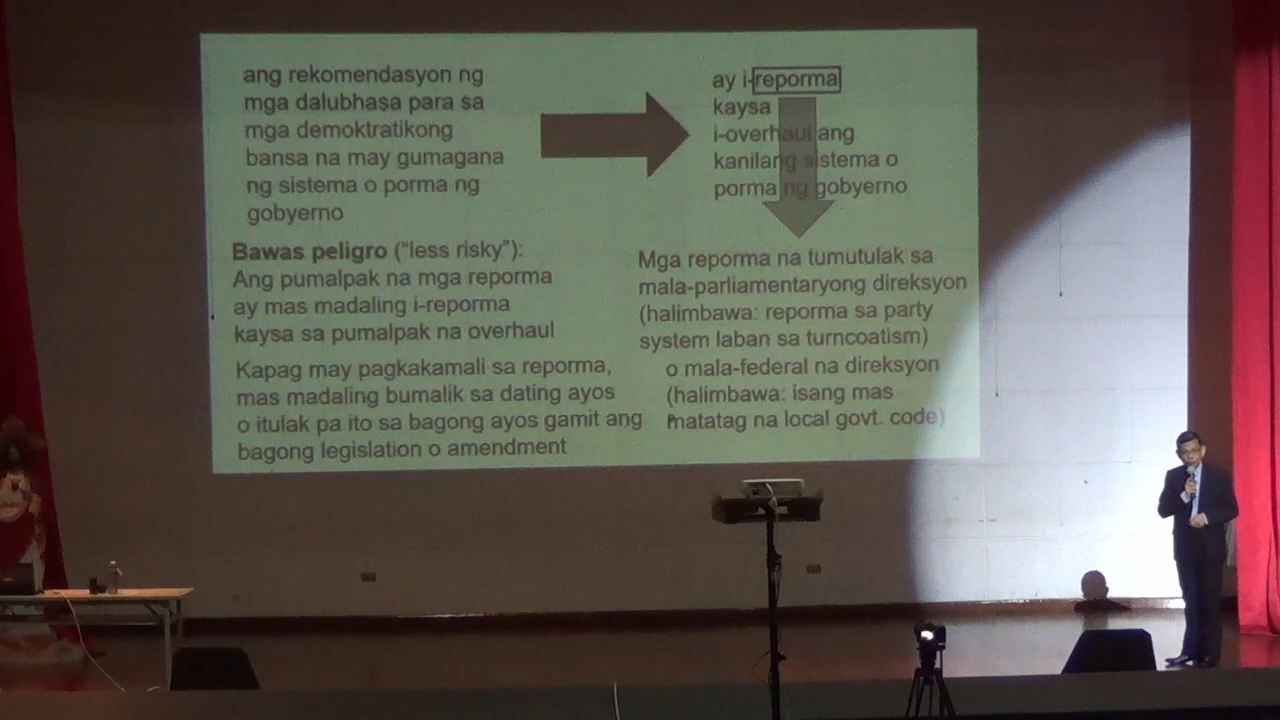 ang rekomendasyon ng
mga dalubhasa para sa
mga demoktratikong
bansa na may gumagana
ng sistema o porma ng
gobyerno
ay i-reporma
kaysa
i-overhaul ang
kanilang sistema o
porma ng gobyerno
Bawas peligro (“less risky”):
Ang pumalpak na mga reporma
ay mas madaling i-reporma
kaysa sa pumalpak na overhaul
Kapag may pagkakamali sa reporma,
mas madaling bumalik sa dating ayos
o itulak pa ito sa bagong ayos gamit ang
bagong legislation o amendment
Mga reporma na tumutulak sa
mala-parliamentaryong direksyon
(halimbawa: reporma sa party
system laban sa turncoatism)
o mala-federal na direksyon
(halimbawa: isang mas
matatag na local govt. code)